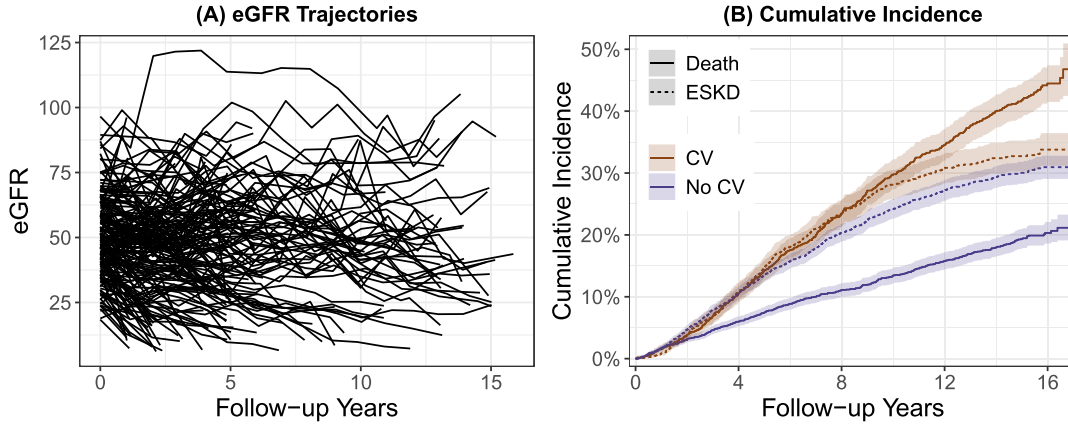 (A) eGFR Trajectories
125
100
75
50
25
eGFR
0
5
10
15
Follow−up Years
(B) Cumulative Incidence
50%
40%
30%
20%
10%
0%
Cumulative Incidence
Death
ESKD
CV
No CV
0
4
8
12
16
Follow−up Years